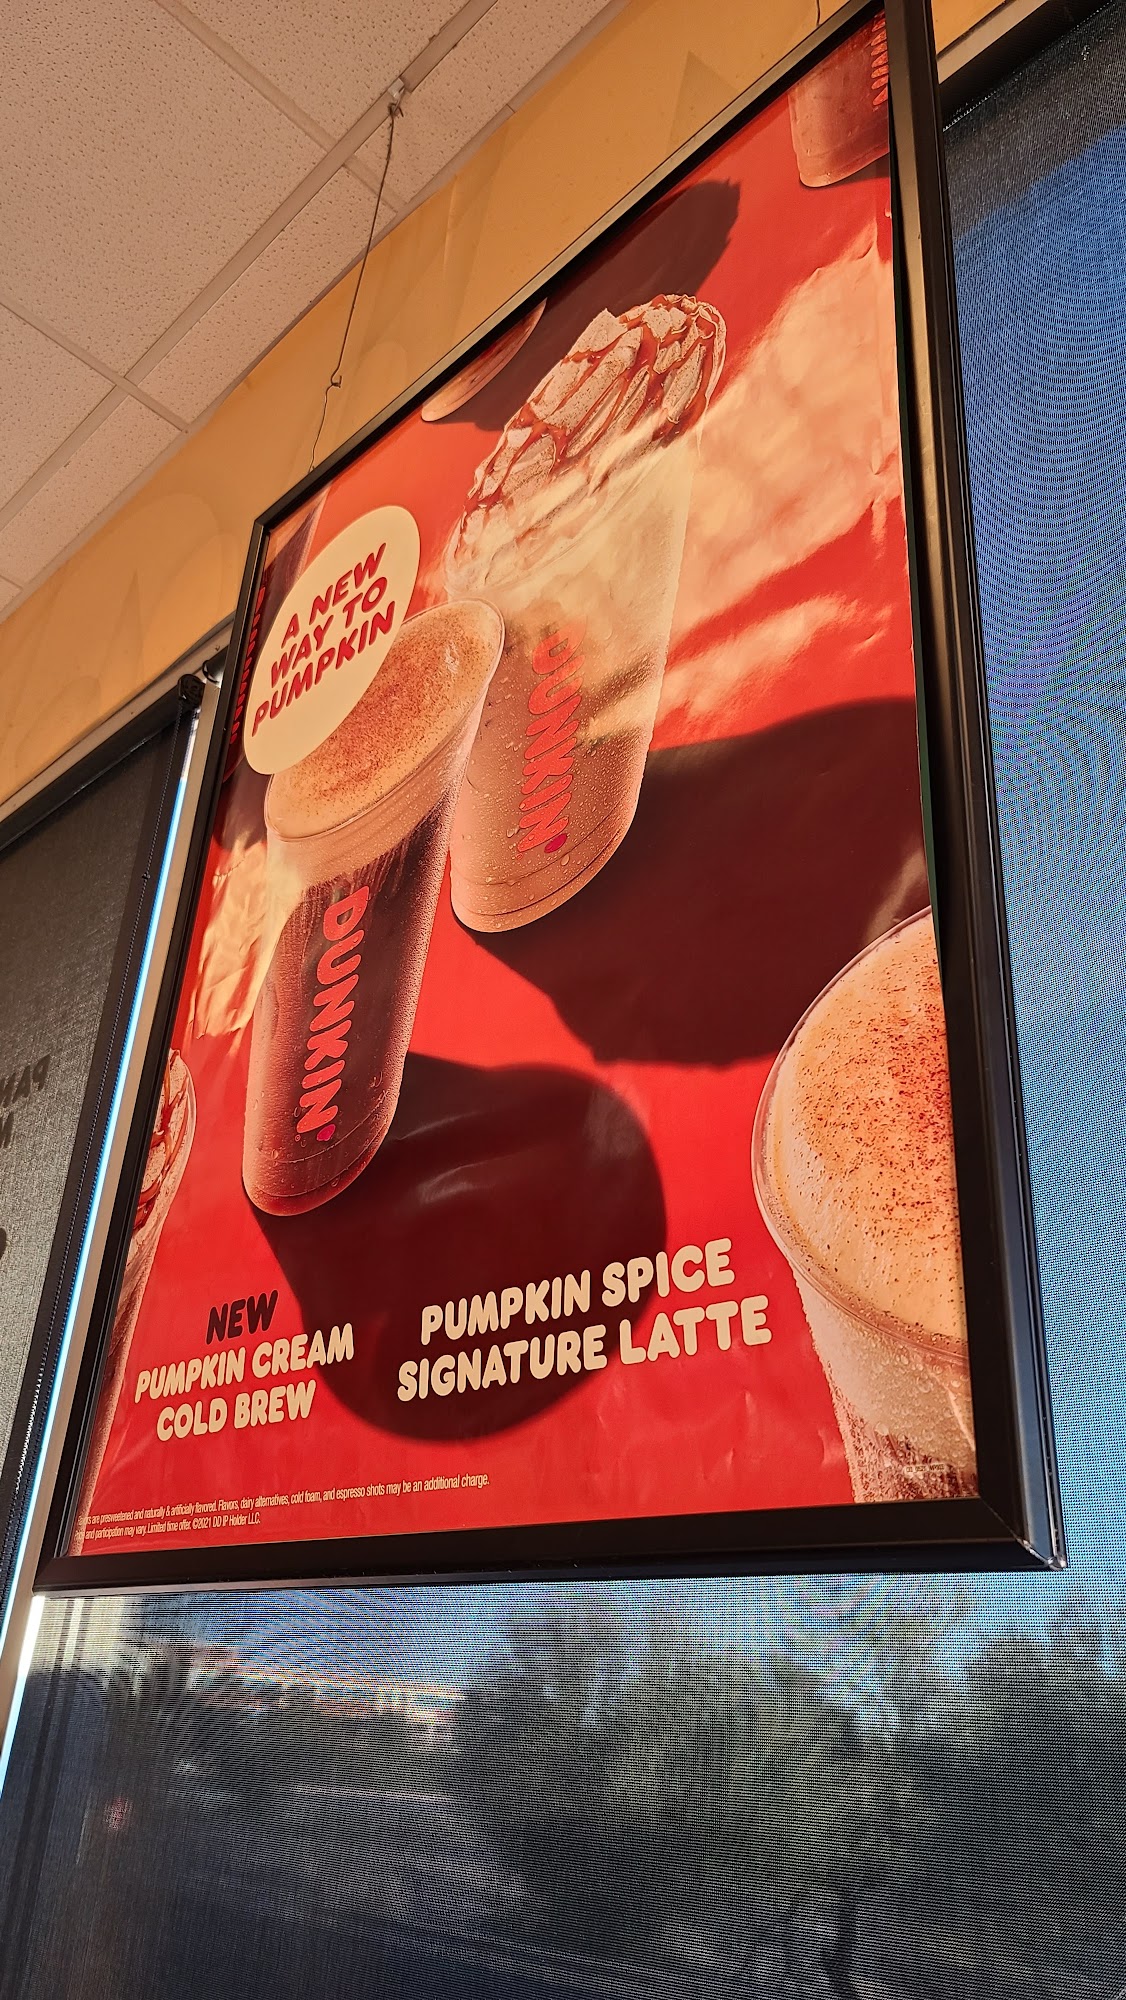 A NEW
WAY TO
PUMPKIN
DUNKIN'
DUNKIN'
NEW
PUMPKIN CREAM
COLD BREW
PUMPKIN SPICE
SIGNATURE LATTE
are presweetened and naturally & artificially flavored. Flavors, dairy alternatives, cold foam, and espresso shots may be an additional charge.
and participation may vary. Limited time offer. ©2021 DD IP Holder LLC.